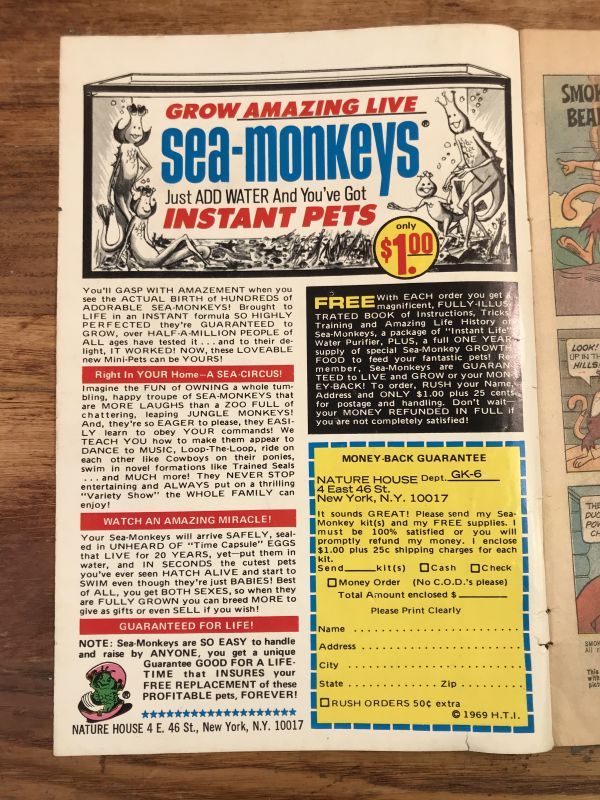 GROW AMAZING LIVE
sea-monkeys®
Just ADD WATER And You've Got
INSTANT PETS
only
$1.00
You'll GASP WITH AMAZEMENT when you
see the ACTUAL BIRTH of HUNDREDS OF
ADORABLE SEA-MONKEYS! Brought to
LIFE in an INSTANT formula SO HIGHLY
PERFECTED they're GUARANTEED TO
GROW, over HALF-A-MILLION PEOPLE OF
ALL ages have tested it . . . and to their de-
light, IT WORKED! NOW, these LOVEABLE
new Mini-Pets can be YOURS!
Right In YOUR Home—A SEA-CIRCUS!
Imagine the FUN of OWNING a whole tum-
bling, happy troupe of SEA-MONKEYS that
are MORE LAUGHS than a ZOO FULL of
chattering, leaping JUNGLE MONKEYS!
And, they're so EAGER to please, they EASI-
LY learn to obey YOUR commands! We
TEACH YOU how to make them appear to
DANCE to MUSIC, Loop-The-Loop, ride on
each other like Cowboys on their ponies,
swim in novel formations like Trained Seals
. . . and MUCH more! They NEVER STOP
entertaining and ALWAYS put on a thrilling
"Variety Show" the WHOLE FAMILY can
enjoy!
WATCH AN AMAZING MIRACLE!
Your Sea-Monkeys will arrive SAFELY, seal-
ed in UNHEARD OF "Time Capsule" EGGS
that LIVE for 20 YEARS, yet—put them in
water, and IN SECONDS the cutest pets
you've ever seen HATCH ALIVE and start to
SWIM even though they're just BABIES! Best
of ALL, you get BOTH SEXES, so when they
are FULLY GROWN you can breed MORE to
give as gifts or even SELL if you wish!
GUARANTEED FOR LIFE!
NOTE: Sea-Monkeys are SO EASY to handle
and raise by ANYONE, you get a unique
Guarantee GOOD FOR A LIFE-
TIME that INSURES your
FREE REPLACEMENT of these
PROFITABLE pets, FOREVER!
®
NATURE HOUSE 4 E. 46 St., New York, N.Y. 10017
FREE With EACH order you get a
magnificent, FULLY-ILLUS-
TRATED BOOK of Instructions, Tricks,
Training and Amazing Life History of
Sea-Monkeys, a package of "Instant Life"
Water Purifier, PLUS, a full ONE YEAR
supply of special Sea-Monkey GROWTH
FOOD to feed your fantastic pets! Re-
member, Sea-Monkeys are GUARAN-
TEED to LIVE and GROW or your MON-
EY-BACK! To order, RUSH your Name,
Address and ONLY $1.00 plus 25 cents
for postage and handling. Don't wait—
your MONEY REFUNDED IN FULL if
you are not completely satisfied!
MONEY-BACK GUARANTEE
NATURE HOUSE Dept. GK-6
4 East 46 St.
New York, N.Y. 10017
It sounds GREAT! Please send my Sea-
Monkey kit(s) and my FREE supplies. I
must be 100% satisfied or you will
promptly refund my money. I enclose
$1.00 plus 25c shipping charges for each
kit.
Send kit(s) Cash Check
Money Order (No C.O.D.'s please)
Total Amount enclosed $
Please Print Clearly
Name
Address
City
State Zip
RUSH ORDERS 50¢ extra
© 1969 H.T.I.
SMOK
BEA
LOOK!
UP IN TH
HILLS
THE
DUC
POW
CH
SMOK
All r
This
with
pict